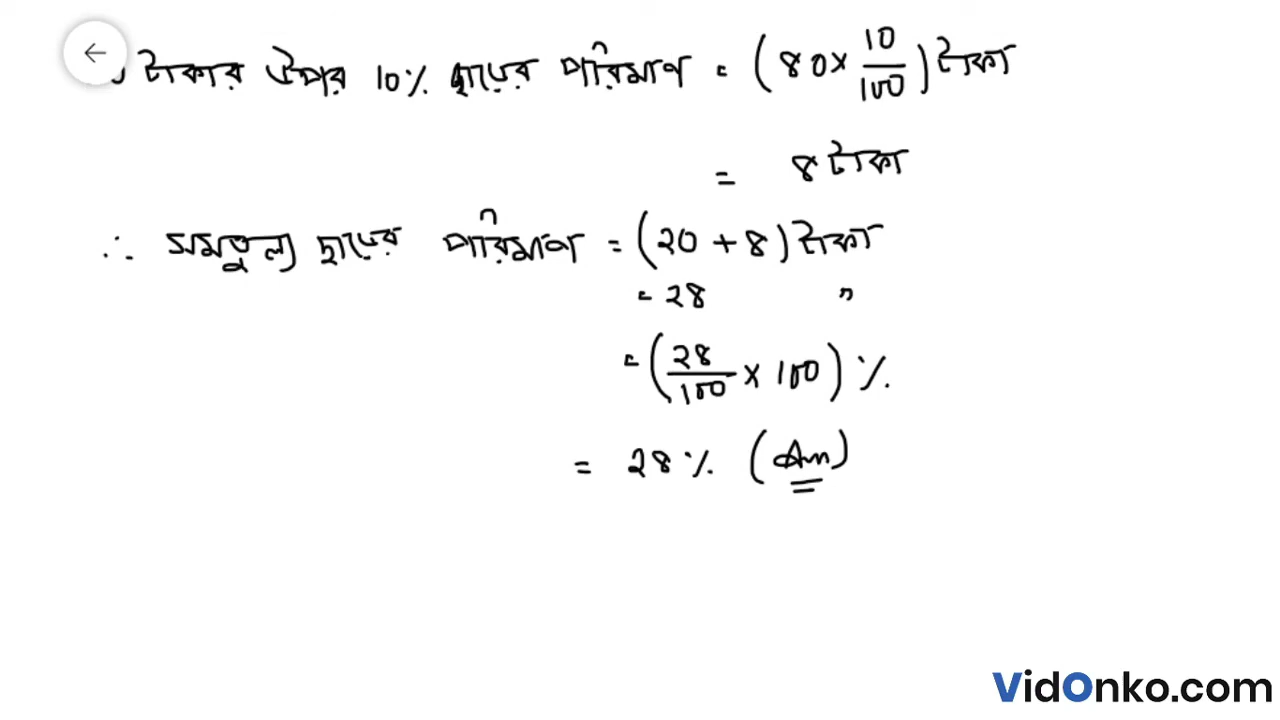 টাকার উপর 10% ছাড়ের পরিমাণ = (80 × 10/100) টাকা
= 8 টাকা
∴ সমতুল্য ছাড়ের পরিমাণ = (20 + 8) টাকা
= 28 "
= (28/100 × 100) %
= 28 % (Ans)
VidOnko.com